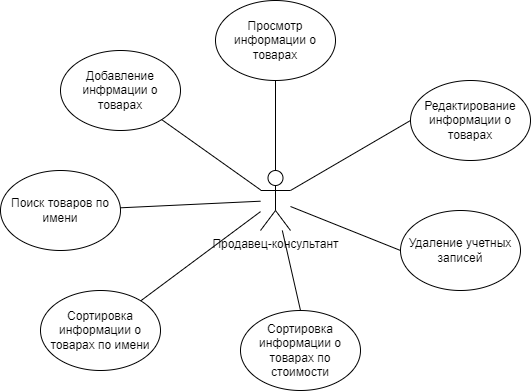 Просмотр
информации о
товарах
Добавление
инфрмации о
товарах
Редактирование
информации о
товарах
Поиск товаров по
имени
Продавец-консультант
Удаление учетных
записей
Сортировка
информации о
товарах по имени
Сортировка
информации о
товарах по
стоимости